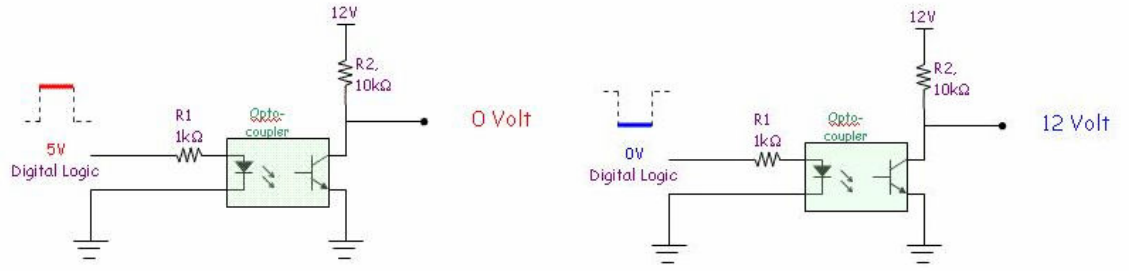 12V
R2,
10kΩ
R1
1kΩ
Opto-
coupler
5V
Digital Logic
0 Volt
12V
R2,
10kΩ
R1
1kΩ
Opto-
coupler
0V
Digital Logic
12 Volt